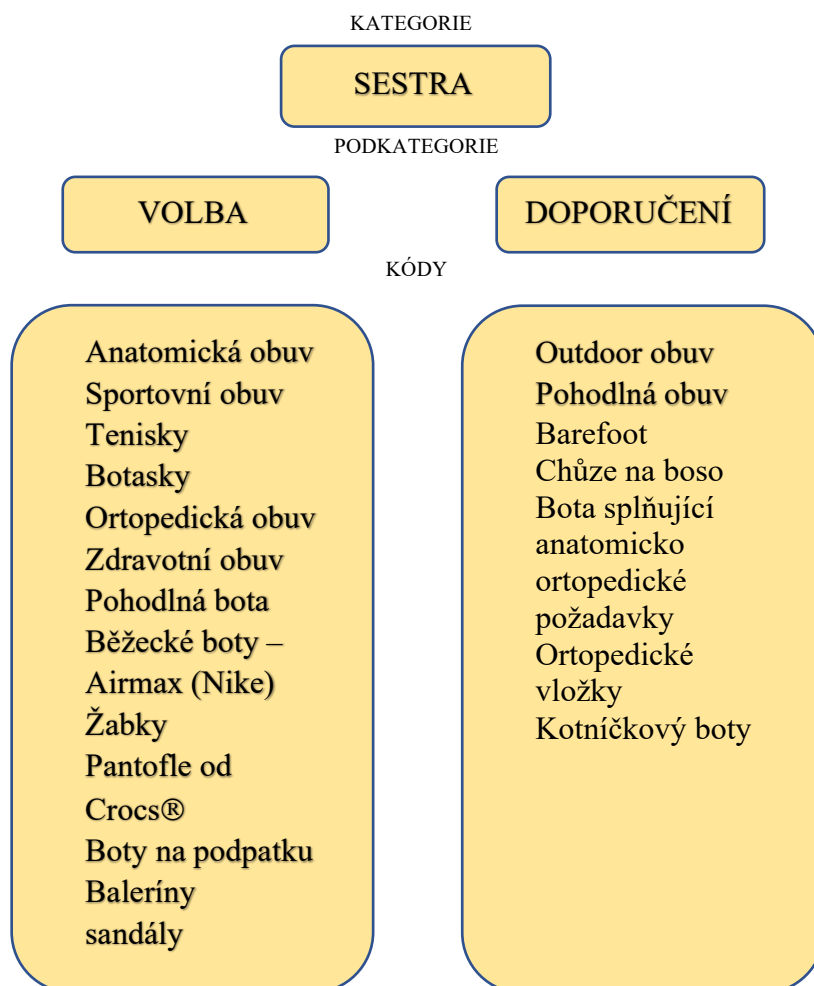 KATEGORIE
SESTRA
PODKATEGORIE
VOLBA
DOPORUČENÍ
KÓDY
Anatomická obuv
Sportovní obuv
Tenisky
Botasky
Ortopedická obuv
Zdravotní obuv
Pohodlná bota
Běžecké boty –
Airmax (Nike)
Žabky
Pantofle od
Crocs®
Boty na podpatku
Baleríny
sandály
Outdoor obuv
Pohodlná obuv
Barefoot
Chůze na boso
Bota splňující
anatomicko
ortopedické
požadavky
Ortopedické
vložky
Kotníčkový boty